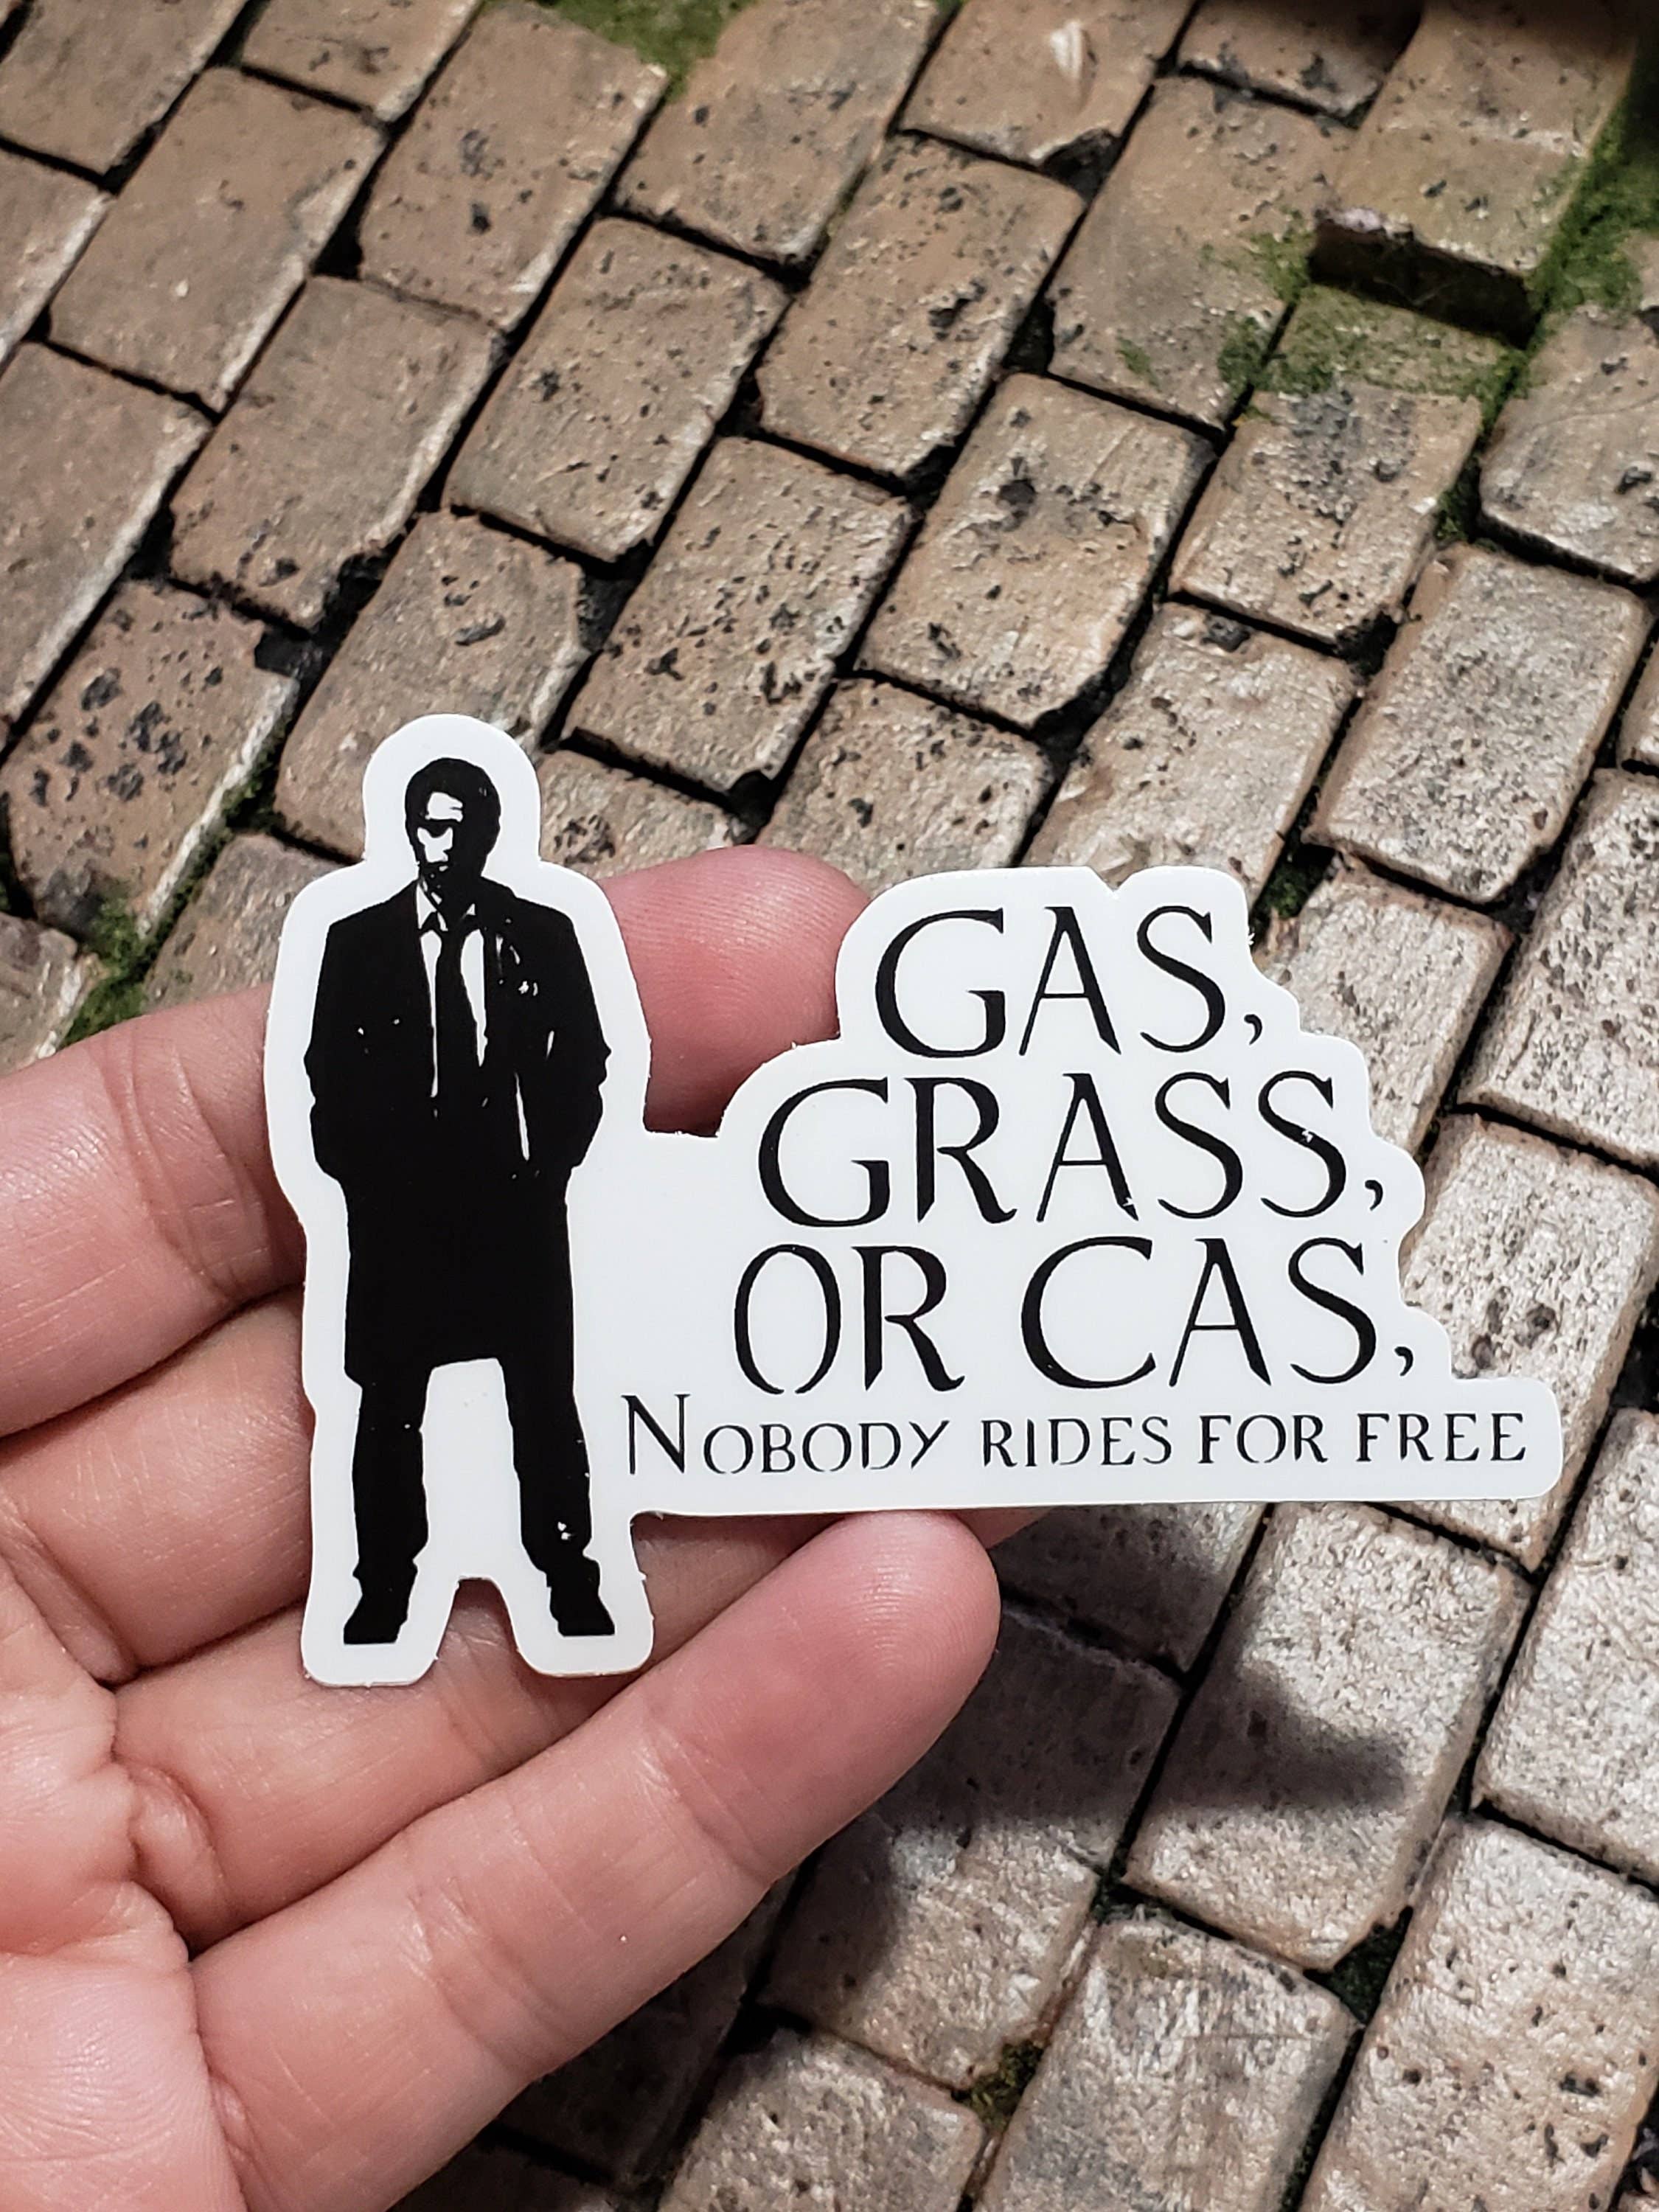 GAS,
GRASS,
OR CAS,
NOBODY RIDES FOR FREE